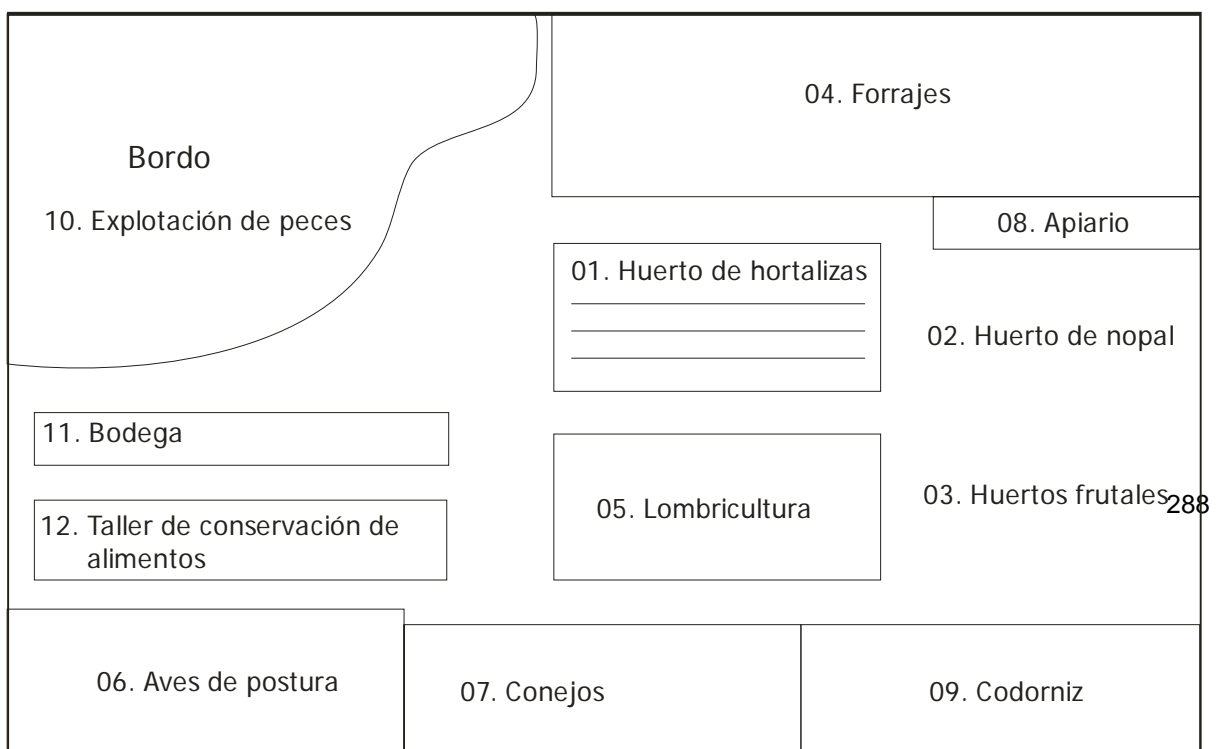 04. Forrajes
Bordo
10. Explotación de peces
08. Apiario
01. Huerto de hortalizas
02. Huerto de nopal
11. Bodega
03. Huertos frutales
288
05. Lombricultura
12. Taller de conservación de
alimentos
06. Aves de postura
07. Conejos
09. Codorniz